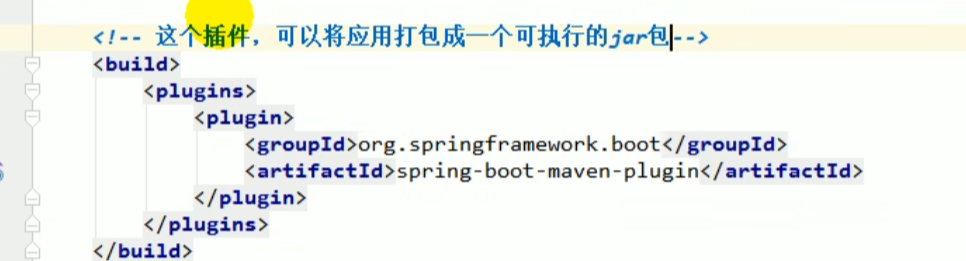 <!-- 这个插件，可以将应用打包成一个可执行的jar包-->
<build>
<plugins>
<plugin>
<groupId>org.springframework.boot</groupId>
<artifactId>spring-boot-maven-plugin</artifactId>
</plugin>
</plugins>
</build>